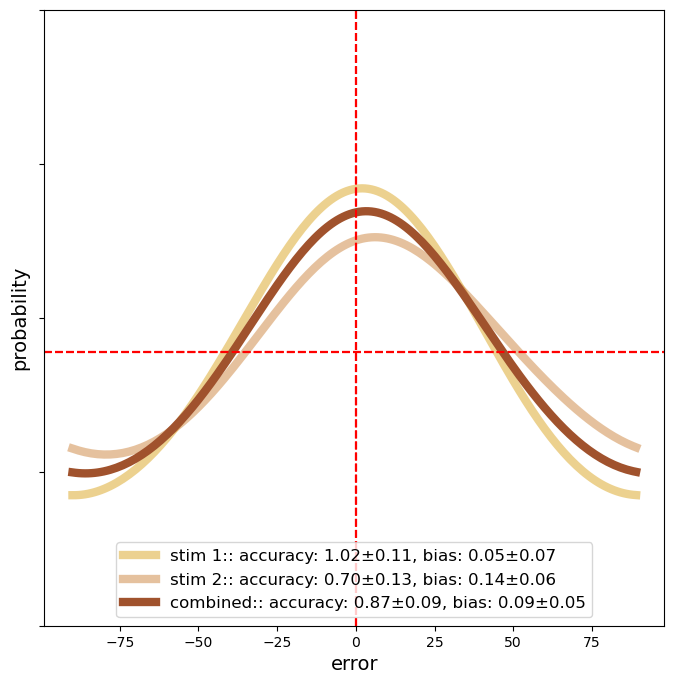 probability
stim 1:: accuracy: 1.02±0.11, bias: 0.05±0.07
stim 2:: accuracy: 0.70±0.13, bias: 0.14±0.06
combined:: accuracy: 0.87±0.09, bias: 0.09±0.05
−75 −50 −25 0 25 50 75
error